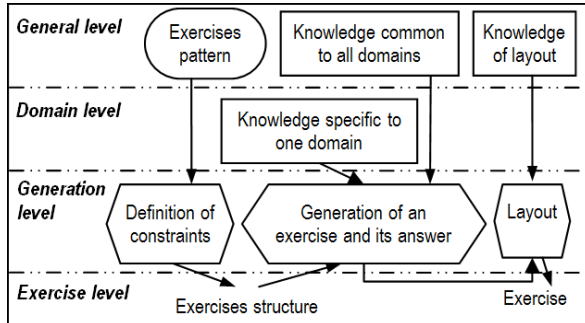 General level
Exercises
pattern
Knowledge common
to all domains
Knowledge
of layout
Domain level
Knowledge specific to
one domain
Generation
level
Definition of
constraints
Generation of an
exercise and its answer
Layout
Exercise level
Exercises structure
Exercise